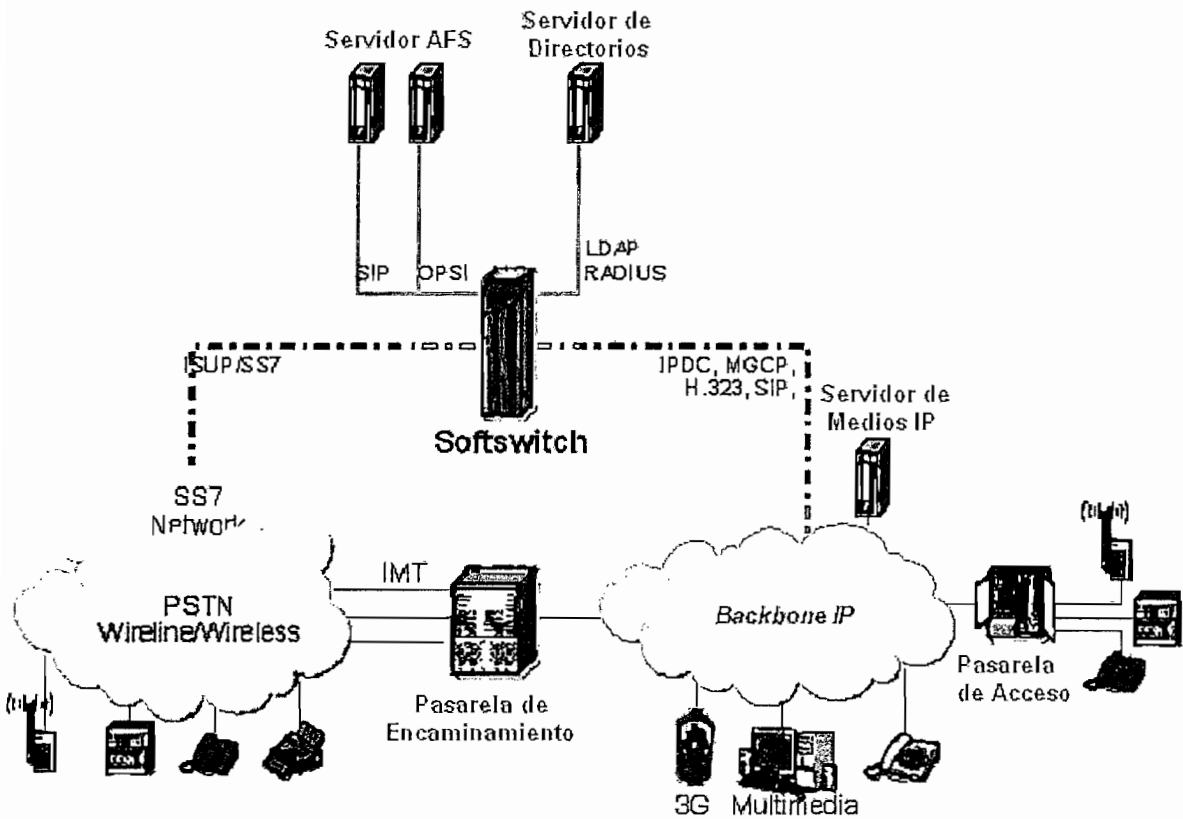 Servidor AFS
Servidor de
Directorios
SIP
OPSI
LDAP
RADIUS
ISUP/SS7
IPDC, MGCP,
H.323, SIP,
Softswitch
Servidor de
Medios IP
SS7
Network
IMT
PSTN
Wireline/Wireless
Backbone IP
Pasarela de
Encaminamiento
Pasarela
de Acceso
3G
Multimedia